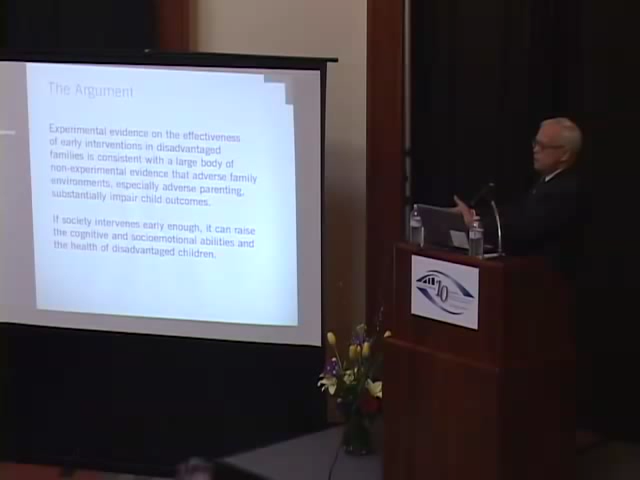 The Argument
Experimental evidence on the effectiveness
of early interventions in disadvantaged
families is consistent with a large body of
non-experimental evidence that adverse family
environments, especially adverse parenting,
substantially impair child outcomes.
If society intervenes early enough, it can raise
the cognitive and socioemotional abilities and
the health of disadvantaged children.
10